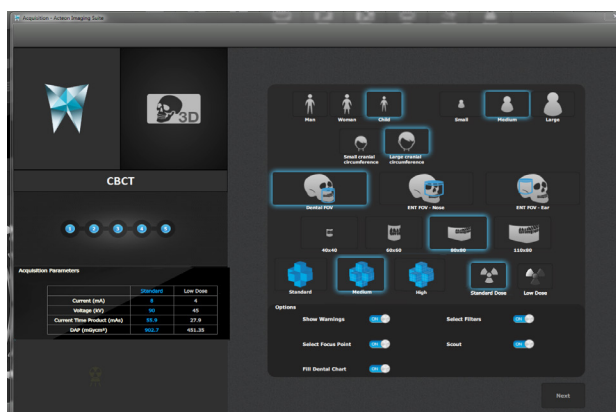 Acquisition - Acteon Imaging Suite
3D
CBCT
1 2 3 4 5
Acquisition Parameters
Standard Low Dose
Current (mA) 8 4
Voltage (kV) 90 45
Current Time Product (mAs) 55.8 27.9
DAP (mGycm²) 902.7 451.35
Man Woman Child Small Medium Large
Small cranial circumference Large cranial circumference
Dental FOV ENT FOV - Nose ENT FOV - Ear
40x40 60x60 80x80 110x80
Standard Medium High Standard Dose Low Dose
Options
Show Warnings ON Select Filters ON
Select Focus Point ON Scout ON
Fill Dental Chart ON
Next